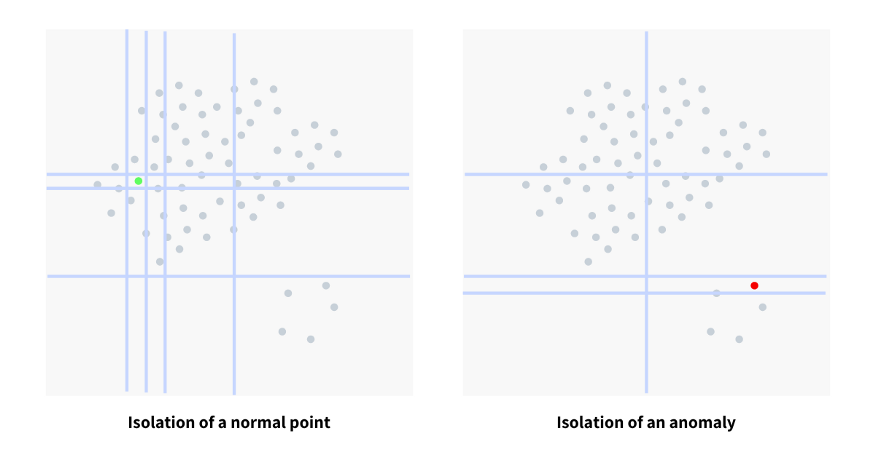 Isolation of a normal point
Isolation of an anomaly